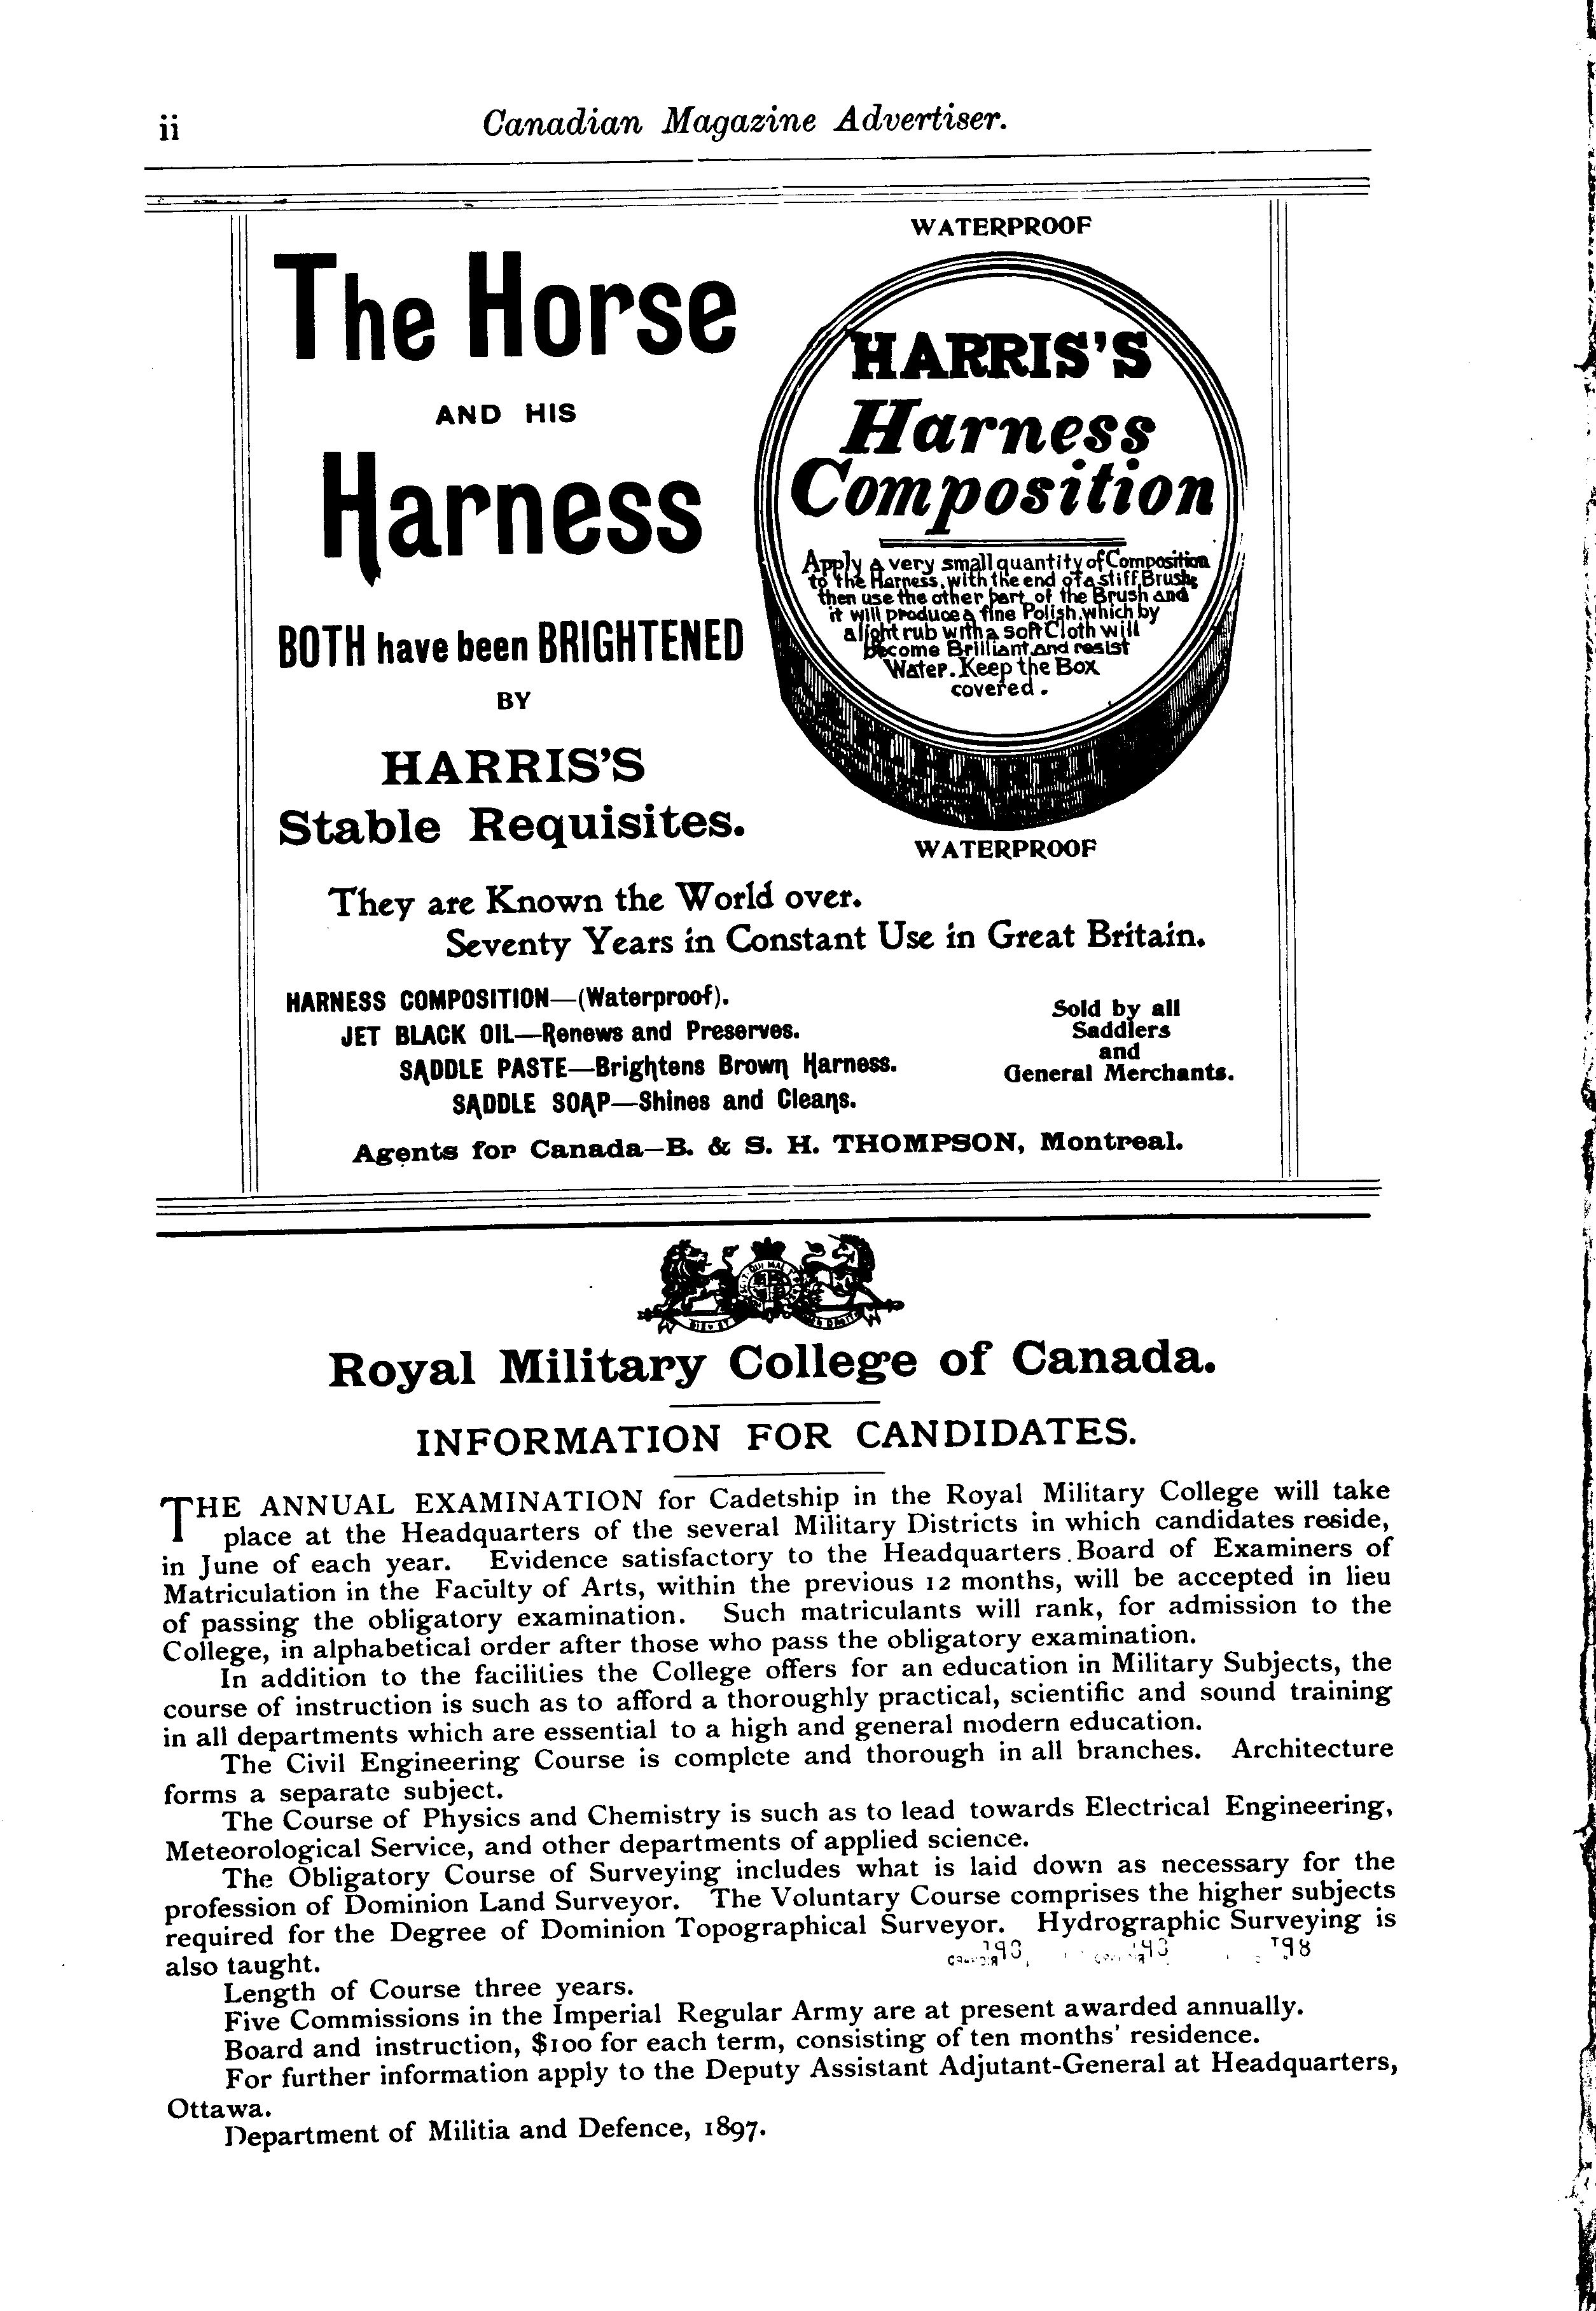 ii
Canadian Magazine Advertiser.
The Horse
AND HIS
Harness
BOTH have been BRIGHTENED
BY
HARRIS'S
Stable Requisites.
WATERPROOF
HARRIS'S
Harness
Composition
Apply a very small quantity of Composition
to the Harness, with the end of a stiff Brush;
then use the other part of the Brush and
it will produce a fine Polish, which by
a light rub with a soft Cloth will
become Brilliant and resist
Water. Keep the Box
covered.
HARRI
WATERPROOF
They are Known the World over.
Seventy Years in Constant Use in Great Britain.
HARNESS COMPOSITION—(Waterproof).
JET BLACK OIL—Renews and Preserves.
SADDLE PASTE—Brightens Brown Harness.
SADDLE SOAP—Shines and Cleans.
Sold by all
Saddlers
and
General Merchants.
Agents for Canada—B. & S. H. THOMPSON, Montreal.
Royal Military College of Canada.
INFORMATION FOR CANDIDATES.
THE ANNUAL EXAMINATION for Cadetship in the Royal Military College will take
place at the Headquarters of the several Military Districts in which candidates reside,
in June of each year. Evidence satisfactory to the Headquarters Board of Examiners of
Matriculation in the Faculty of Arts, within the previous 12 months, will be accepted in lieu
of passing the obligatory examination. Such matriculants will rank, for admission to the
College, in alphabetical order after those who pass the obligatory examination.
In addition to the facilities the College offers for an education in Military Subjects, the
course of instruction is such as to afford a thoroughly practical, scientific and sound training
in all departments which are essential to a high and general modern education.
The Civil Engineering Course is complete and thorough in all branches. Architecture
forms a separate subject.
The Course of Physics and Chemistry is such as to lead towards Electrical Engineering,
Meteorological Service, and other departments of applied science.
The Obligatory Course of Surveying includes what is laid down as necessary for the
profession of Dominion Land Surveyor. The Voluntary Course comprises the higher subjects
required for the Degree of Dominion Topographical Surveyor. Hydrographic Surveying is
also taught.
Length of Course three years.
Five Commissions in the Imperial Regular Army are at present awarded annually.
Board and instruction, $100 for each term, consisting of ten months' residence.
For further information apply to the Deputy Assistant Adjutant-General at Headquarters,
Ottawa.
Department of Militia and Defence, 1897.